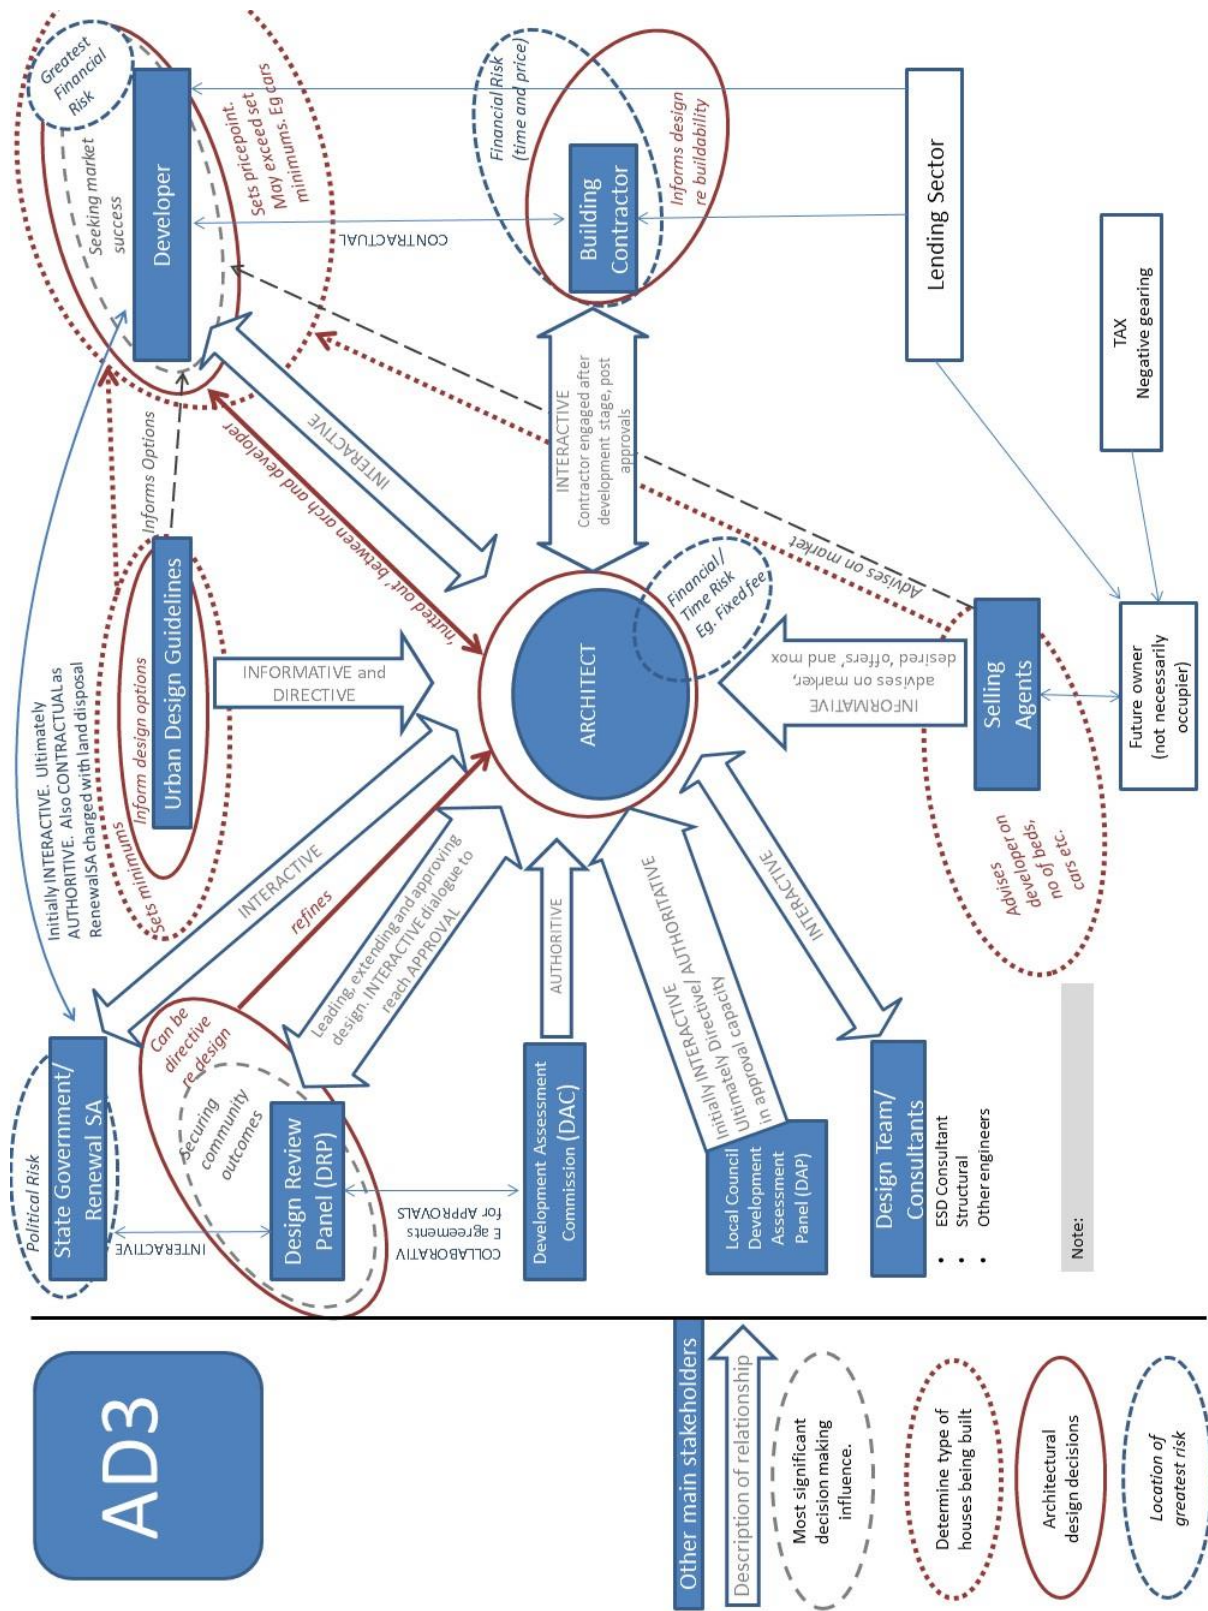 AD3
Other main stakeholders
Description of relationship
Most significant
decision making
influence.
Determine type of
houses being built
Architectural
design decisions
Location of
greatest risk
Political Risk
State Government/
Renewal SA
Initially INTERACTIVE. Ultimately
AUTHORITIVE. Also CONTRACTUAL as
RenewalSA charged with land disposal
INTERACTIVE
INTERACTIVE
Can be
directive
re design
Securing
community
outcomes
Design Review
Panel (DRP)
refines
Leading, extending and approving
design. INTERACTIVE dialogue to
reach APPROVAL
COLLABORATIV
E agreements
for APPROVALS
Development Assessment
Commission (DAC)
AUTHORITIVE
Local Council
Development
Assessment
Panel (DAP)
Initially INTERACTIVE
Ultimately Directive/ AUTHORITATIVE
in approval capacity
Design Team/
Consultants
• ESD Consultant
• Structural
• Other engineers
INTERACTIVE
Note:
Sets minimums
Inform design options
Urban Design Guidelines
Informs Options
INFORMATIVE and
DIRECTIVE
ARCHITECT
Financial/
Time Risk
Eg. Fixed fee
'nutted out' between arch and developer
INTERACTIVE
Greatest
Financial
Risk
Seeking market
success
Developer
Sets pricepoint.
May exceed set
minimums. Eg cars
CONTRACTUAL
Financial Risk
(time and price)
Building
Contractor
Informs design
re buildability
INTERACTIVE
Contractor engaged after
development stage, post
approvals
Advises on market
INFORMATIVE
advises on marker,
desired 'offers' and mox
Selling
Agents
Advises
developer on
no of beds,
cars etc.
Lending Sector
TAX
Negative gearing
Future owner
(not necessarily
occupier)